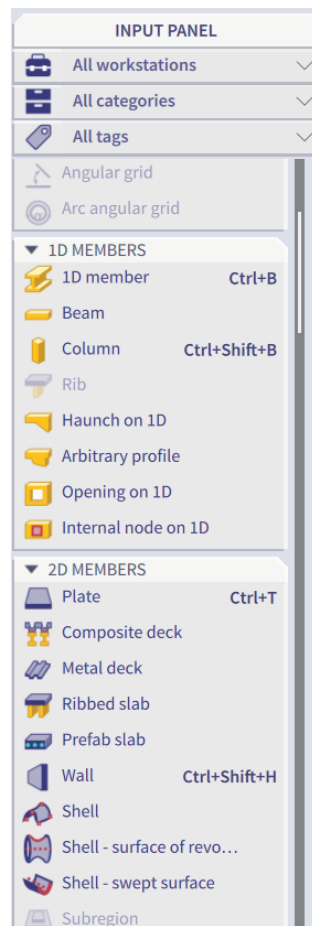 INPUT PANEL
All workstations
All categories
All tags
Angular grid
Arc angular grid
1D MEMBERS
1D member Ctrl+B
Beam
Column Ctrl+Shift+B
Rib
Haunch on 1D
Arbitrary profile
Opening on 1D
Internal node on 1D
2D MEMBERS
Plate Ctrl+T
Composite deck
Metal deck
Ribbed slab
Prefab slab
Wall Ctrl+Shift+H
Shell
Shell - surface of revo...
Shell - swept surface
Subregion